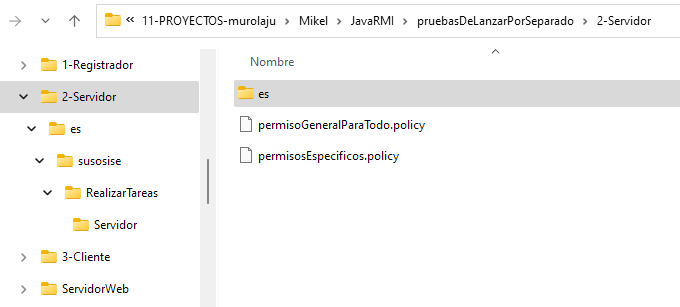 « 11-PROYECTOS-murolaju > Mikel > JavaRMI > pruebasDeLanzarPorSeparado > 2-Servidor >
1-Registrador
2-Servidor
es
susosise
RealizarTareas
Servidor
3-Cliente
ServidorWeb
Nombre
es
permisoGeneralParaTodo.policy
permisosEspecificos.policy